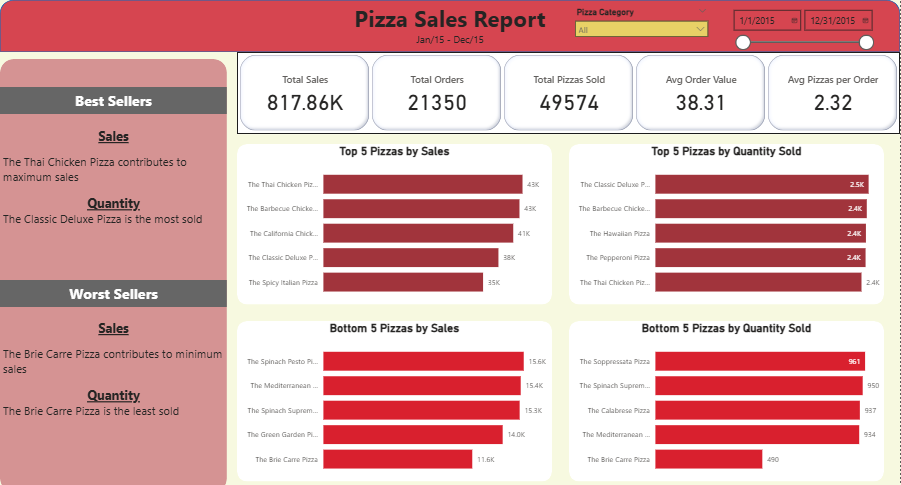 Pizza Sales Report
Jan/15 - Dec/15
Pizza Category
All
1/1/2015
12/31/2015
Best Sellers
Sales
The Thai Chicken Pizza contributes to
maximum sales
Quantity
The Classic Deluxe Pizza is the most sold
Worst Sellers
Sales
The Brie Carre Pizza contributes to minimum
sales
Quantity
The Brie Carre Pizza is the least sold
Total Sales
817.86K
Total Orders
21350
Total Pizzas Sold
49574
Avg Order Value
38.31
Avg Pizzas per Order
2.32
Top 5 Pizzas by Sales
The Thai Chicken Piz... 43K
The Barbecue Chicke... 43K
The California Chick... 41K
The Classic Deluxe P... 38K
The Spicy Italian Pizza 35K
Top 5 Pizzas by Quantity Sold
The Classic Deluxe P... 2.5K
The Barbecue Chicke... 2.4K
The Hawaiian Pizza 2.4K
The Pepperoni Pizza 2.4K
The Thai Chicken Piz... 2.4K
Bottom 5 Pizzas by Sales
The Spinach Pesto Pi... 15.6K
The Mediterranean ... 15.4K
The Spinach Suprem... 15.3K
The Green Garden Pi... 14.0K
The Brie Carre Pizza 11.6K
Bottom 5 Pizzas by Quantity Sold
The Soppressata Pizza 961
The Spinach Suprem... 950
The Calabrese Pizza 937
The Mediterranean ... 934
The Brie Carre Pizza 490